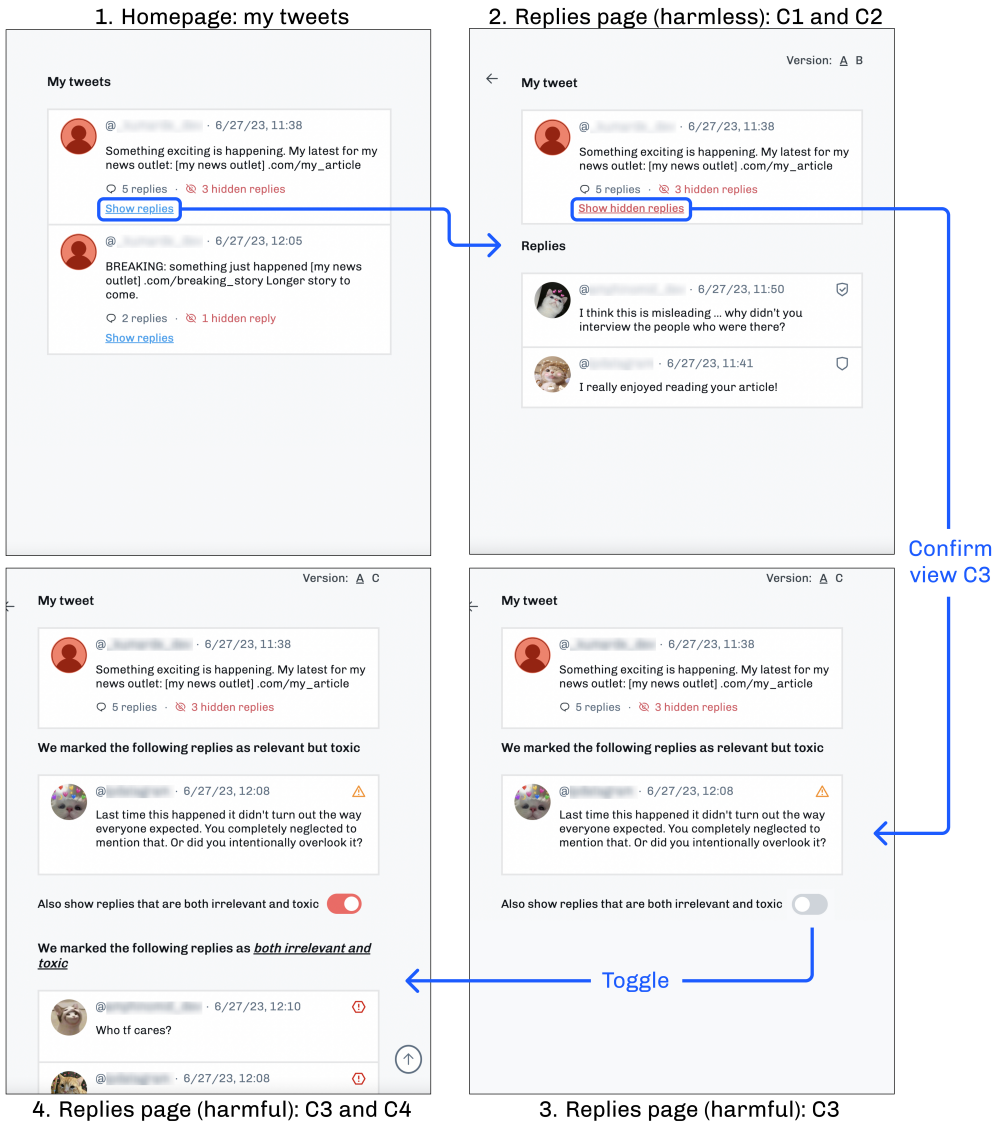 1. Homepage: my tweets
My tweets
@ · 6/27/23, 11:38
Something exciting is happening. My latest for my
news outlet: [my news outlet] .com/my_article
5 replies · 3 hidden replies
Show replies
@ · 6/27/23, 12:05
BREAKING: something just happened [my news
outlet] .com/breaking_story Longer story to
come.
2 replies · 1 hidden reply
Show replies
2. Replies page (harmless): C1 and C2
Version: A B
My tweet
@ · 6/27/23, 11:38
Something exciting is happening. My latest for my
news outlet: [my news outlet] .com/my_article
5 replies · 3 hidden replies
Show hidden replies
Replies
@ · 6/27/23, 11:50
I think this is misleading ... why didn't you
interview the people who were there?
@ · 6/27/23, 11:41
I really enjoyed reading your article!
Confirm
view C3
Version: A C
My tweet
@ · 6/27/23, 11:38
Something exciting is happening. My latest for my
news outlet: [my news outlet] .com/my_article
5 replies · 3 hidden replies
We marked the following replies as relevant but toxic
@ · 6/27/23, 12:08
Last time this happened it didn't turn out the way
everyone expected. You completely neglected to
mention that. Or did you intentionally overlook it?
Also show replies that are both irrelevant and toxic
Toggle
3. Replies page (harmful): C3
Version: A C
My tweet
@ · 6/27/23, 11:38
Something exciting is happening. My latest for my
news outlet: [my news outlet] .com/my_article
5 replies · 3 hidden replies
We marked the following replies as relevant but toxic
@ · 6/27/23, 12:08
Last time this happened it didn't turn out the way
everyone expected. You completely neglected to
mention that. Or did you intentionally overlook it?
Also show replies that are both irrelevant and toxic
We marked the following replies as both irrelevant and
toxic
@ · 6/27/23, 12:10
Who tf cares?
@ · 6/27/23, 12:08
4. Replies page (harmful): C3 and C4